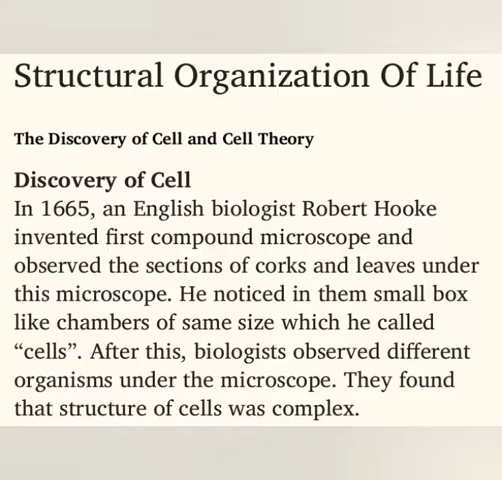 Structural Organization Of Life
The Discovery of Cell and Cell Theory
Discovery of Cell
In 1665, an English biologist Robert Hooke
invented first compound microscope and
observed the sections of corks and leaves under
this microscope. He noticed in them small box
like chambers of same size which he called
“cells”. After this, biologists observed different
organisms under the microscope. They found
that structure of cells was complex.